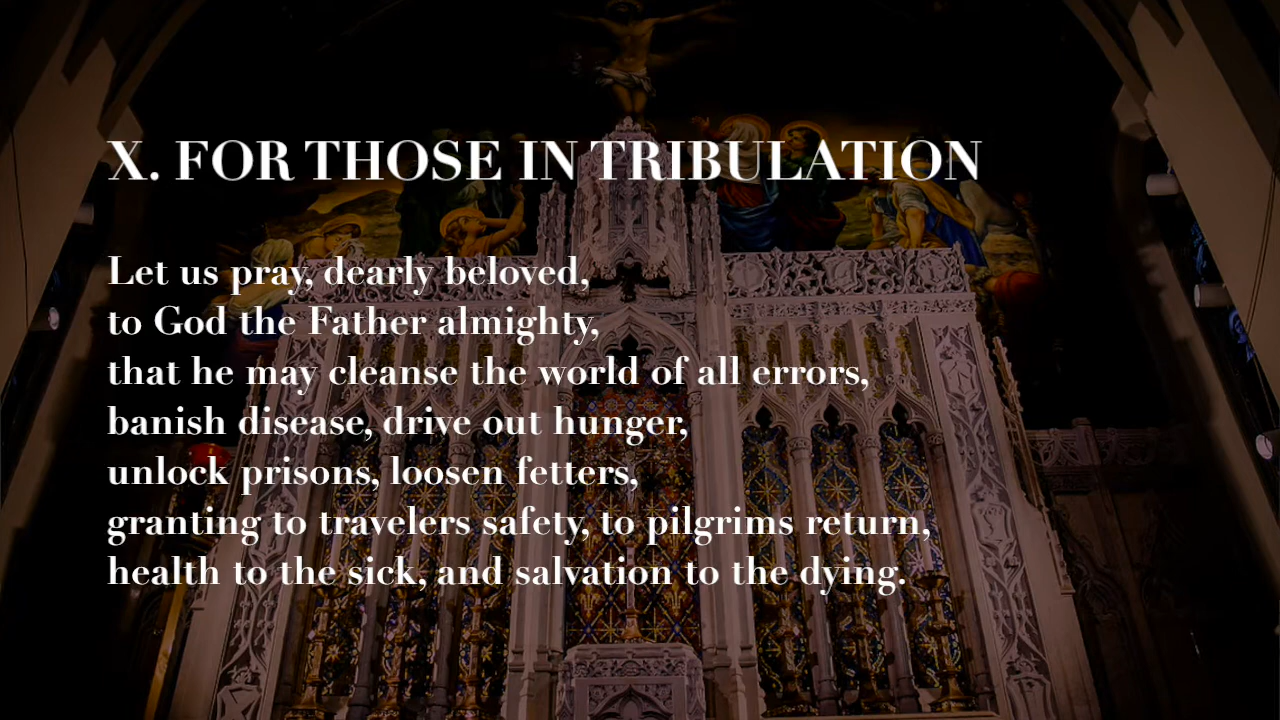 X. FOR THOSE IN TRIBULATION
Let us pray, dearly beloved,
to God the Father almighty,
that he may cleanse the world of all errors,
banish disease, drive out hunger,
unlock prisons, loosen fetters,
granting to travelers safety, to pilgrims return,
health to the sick, and salvation to the dying.